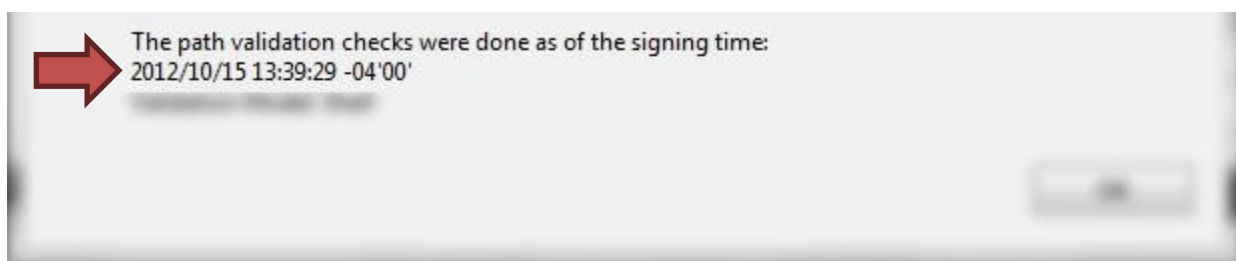 The path validation checks were done as of the signing time:
2012/10/15 13:39:29 -04'00'